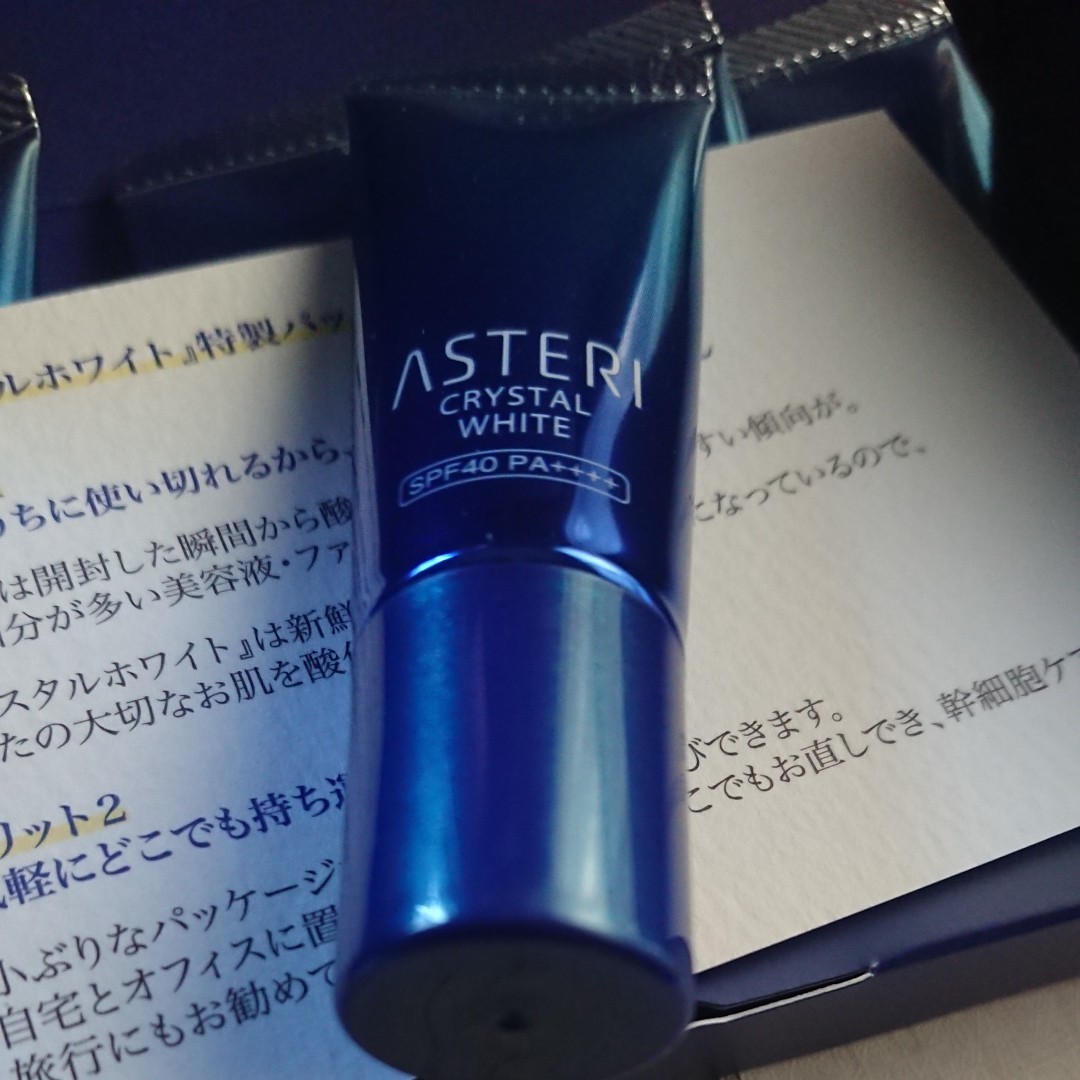 ASTERI
CRYSTAL
WHITE
SPF40 PA++++
ルホワイト』特製パッ
うちに使い切れるから
は開封した瞬間から酸
分が多い美容液・ファ
スタルホワイト』は新鮮
たの大切なお肌を酸
リット2
軽にどこでも持ち
小ぶりなパッケージ
自宅とオフィスに置
旅行にもお勧めで
すい傾向が。
になっているので、
びできます。
こでもお直しでき、幹細胞ケー